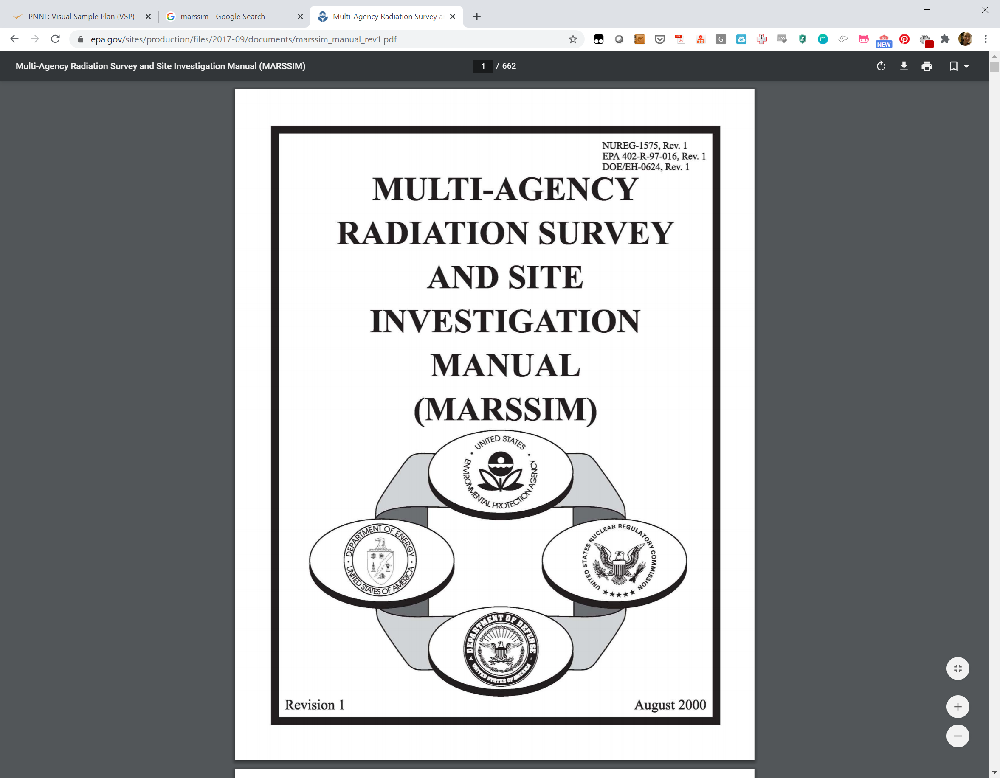 PNNL: Visual Sample Plan (VSP)
marssim - Google Search
Multi-Agency Radiation Survey a
epa.gov/sites/production/files/2017-09/documents/marssim_manual_rev1.pdf
PDF
G
CSS
m
NEW
Multi-Agency Radiation Survey and Site Investigation Manual (MARSSIM)
1 / 662
NUREG-1575, Rev. 1
EPA 402-R-97-016, Rev. 1
DOE/EH-0624, Rev. 1
MULTI-AGENCY
RADIATION SURVEY
AND SITE
INVESTIGATION
MANUAL
(MARSSIM)
UNITED STATES
ENVIRONMENTAL PROTECTION AGENCY
DEPARTMENT OF ENERGY
UNITED STATES OF AMERICA
UNITED STATES NUCLEAR REGULATORY COMMISSION
DEPARTMENT OF DEFENSE
UNITED STATES OF AMERICA
Revision 1
August 2000